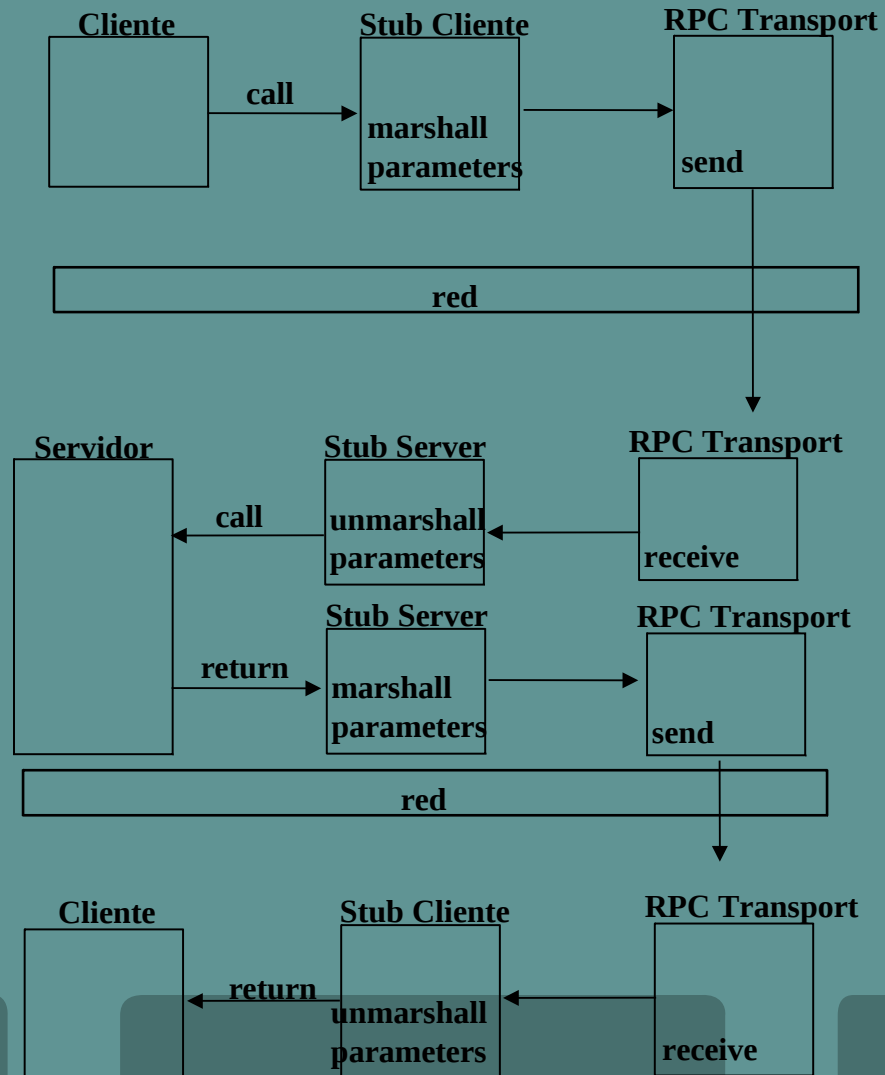 Cliente
Stub Cliente
RPC Transport
call
marshall
parameters
send
red
Servidor
Stub Server
RPC Transport
call
unmarshall
parameters
receive
Stub Server
RPC Transport
return
marshall
parameters
send
red
Cliente
Stub Cliente
RPC Transport
return
unmarshall
parameters
receive